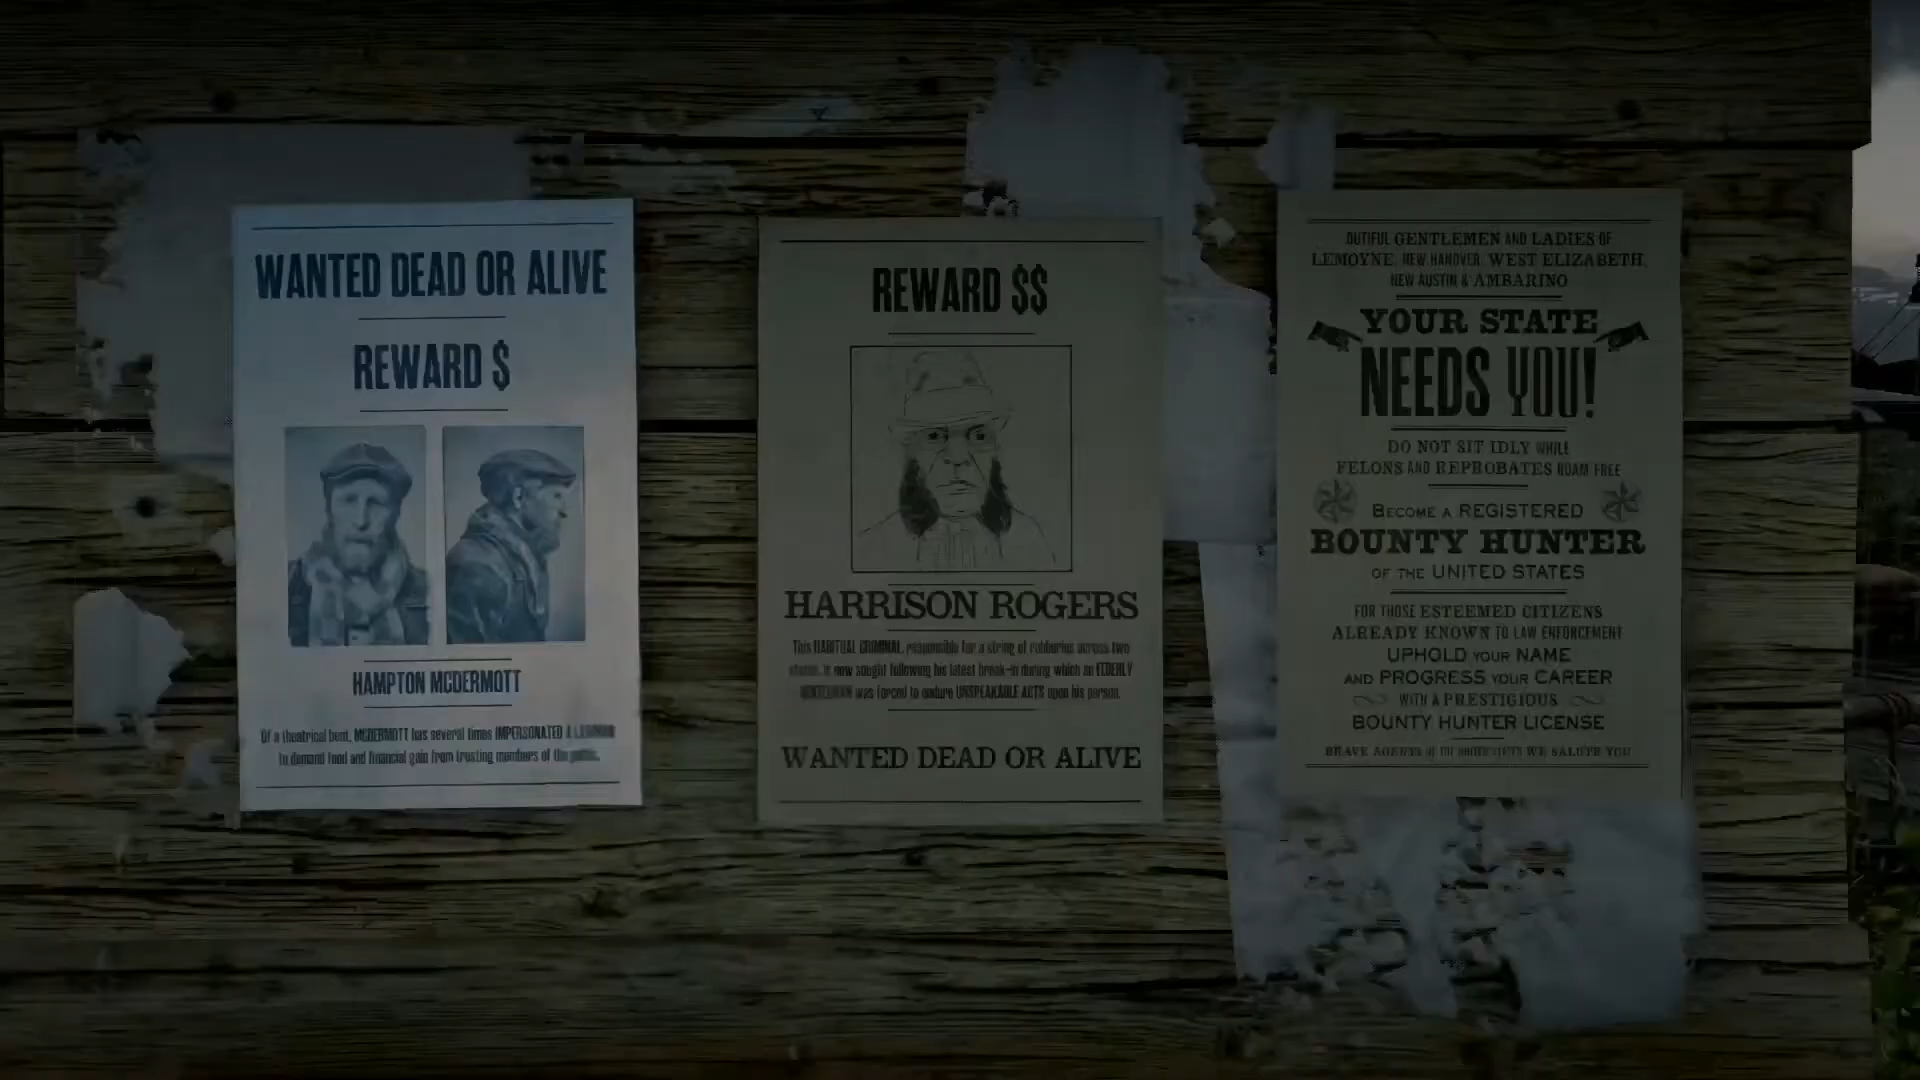 WANTED DEAD OR ALIVE
REWARD $
HAMPTON MCDERMOTT
Of a theatrical bent, MCDERMOTT has several times IMPERSONATED A LAWMAN
to demand food and financial gain from trusting members of the public.
REWARD $$
HARRISON ROGERS
This HABITUAL CRIMINAL, responsible for a string of robberies across two
states, is now sought following his latest break-in during which an ELDERLY
GENTLEMAN was forced to endure UNSPEAKABLE ACTS upon his person.
WANTED DEAD OR ALIVE
DUTIFUL GENTLEMEN AND LADIES OF
LEMOYNE, NEW HANOVER, WEST ELIZABETH,
NEW AUSTIN & AMBARINO
YOUR STATE
NEEDS YOU!
DO NOT SIT IDLY WHILE
FELONS AND REPROBATES ROAM FREE
BECOME A REGISTERED
BOUNTY HUNTER
OF THE UNITED STATES
FOR THOSE ESTEEMED CITIZENS
ALREADY KNOWN TO LAW ENFORCEMENT
UPHOLD YOUR NAME
AND PROGRESS YOUR CAREER
WITH A PRESTIGIOUS
BOUNTY HUNTER LICENSE
BRAVE AGENTS OF THE WE SALUTE YOU